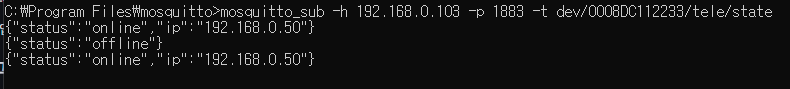 C:₩Program Files₩mosquitto>mosquitto_sub -h 192.168.0.103 -p 1883 -t dev/0008DC112233/tele/state
{"status":"online","ip":"192.168.0.50"}
{"status":"offline"}
{"status":"online","ip":"192.168.0.50"}